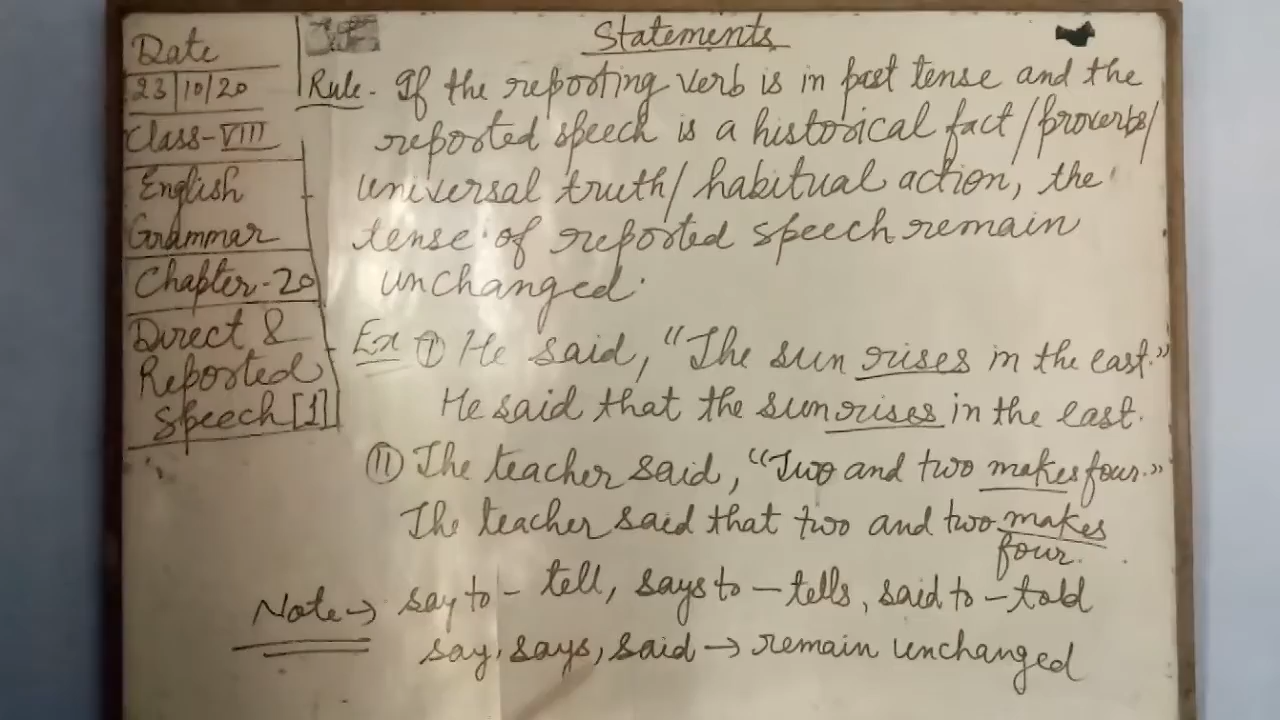 Date
23/10/20
Class-VIII
English
Grammar
Chapter-20
Direct &
Reported
Speech [1]
Statements
Rule- If the reporting verb is in past tense and the
reported speech is a historical fact/proverbs/
universal truth/ habitual action, the
tense of reported speech remain
unchanged.
Ex (i) He said, "The sun rises in the east."
He said that the sun rises in the east.
(ii) The teacher said, "Two and two makes four."
The teacher said that two and two makes
four.
Note → say to - tell, says to - tells, said to - told
say, says, said → remain unchanged